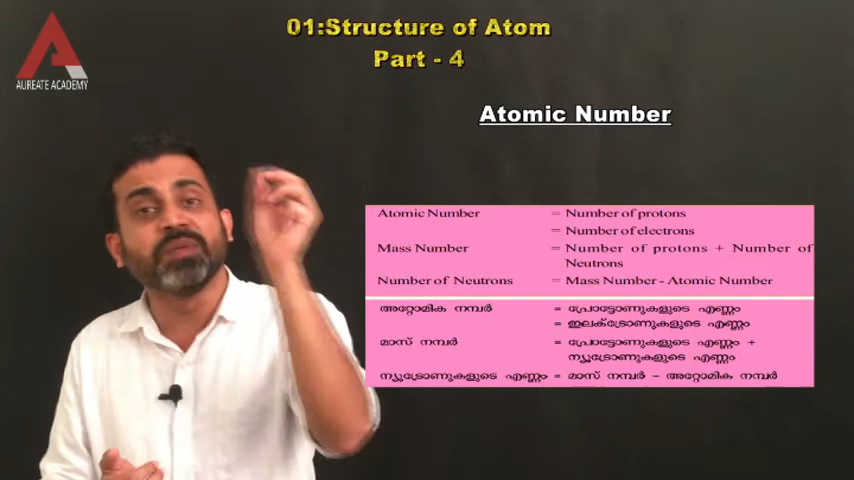 01:Structure of Atom
Part - 4
AUREATE ACADEMY
Atomic Number
Atomic Number = Number of protons
= Number of electrons
Mass Number = Number of protons + Number of
Neutrons
Number of Neutrons = Mass Number - Atomic Number
അറ്റോമിക നമ്പർ = പ്രോട്ടോണുകളുടെ എണ്ണം
= ഇലക്ട്രോണുകളുടെ എണ്ണം
മാസ് നമ്പർ = പ്രോട്ടോണുകളുടെ എണ്ണം +
ന്യൂട്രോണുകളുടെ എണ്ണം
ന്യൂട്രോണുകളുടെ എണ്ണം = മാസ് നമ്പർ - അറ്റോമിക നമ്പർ